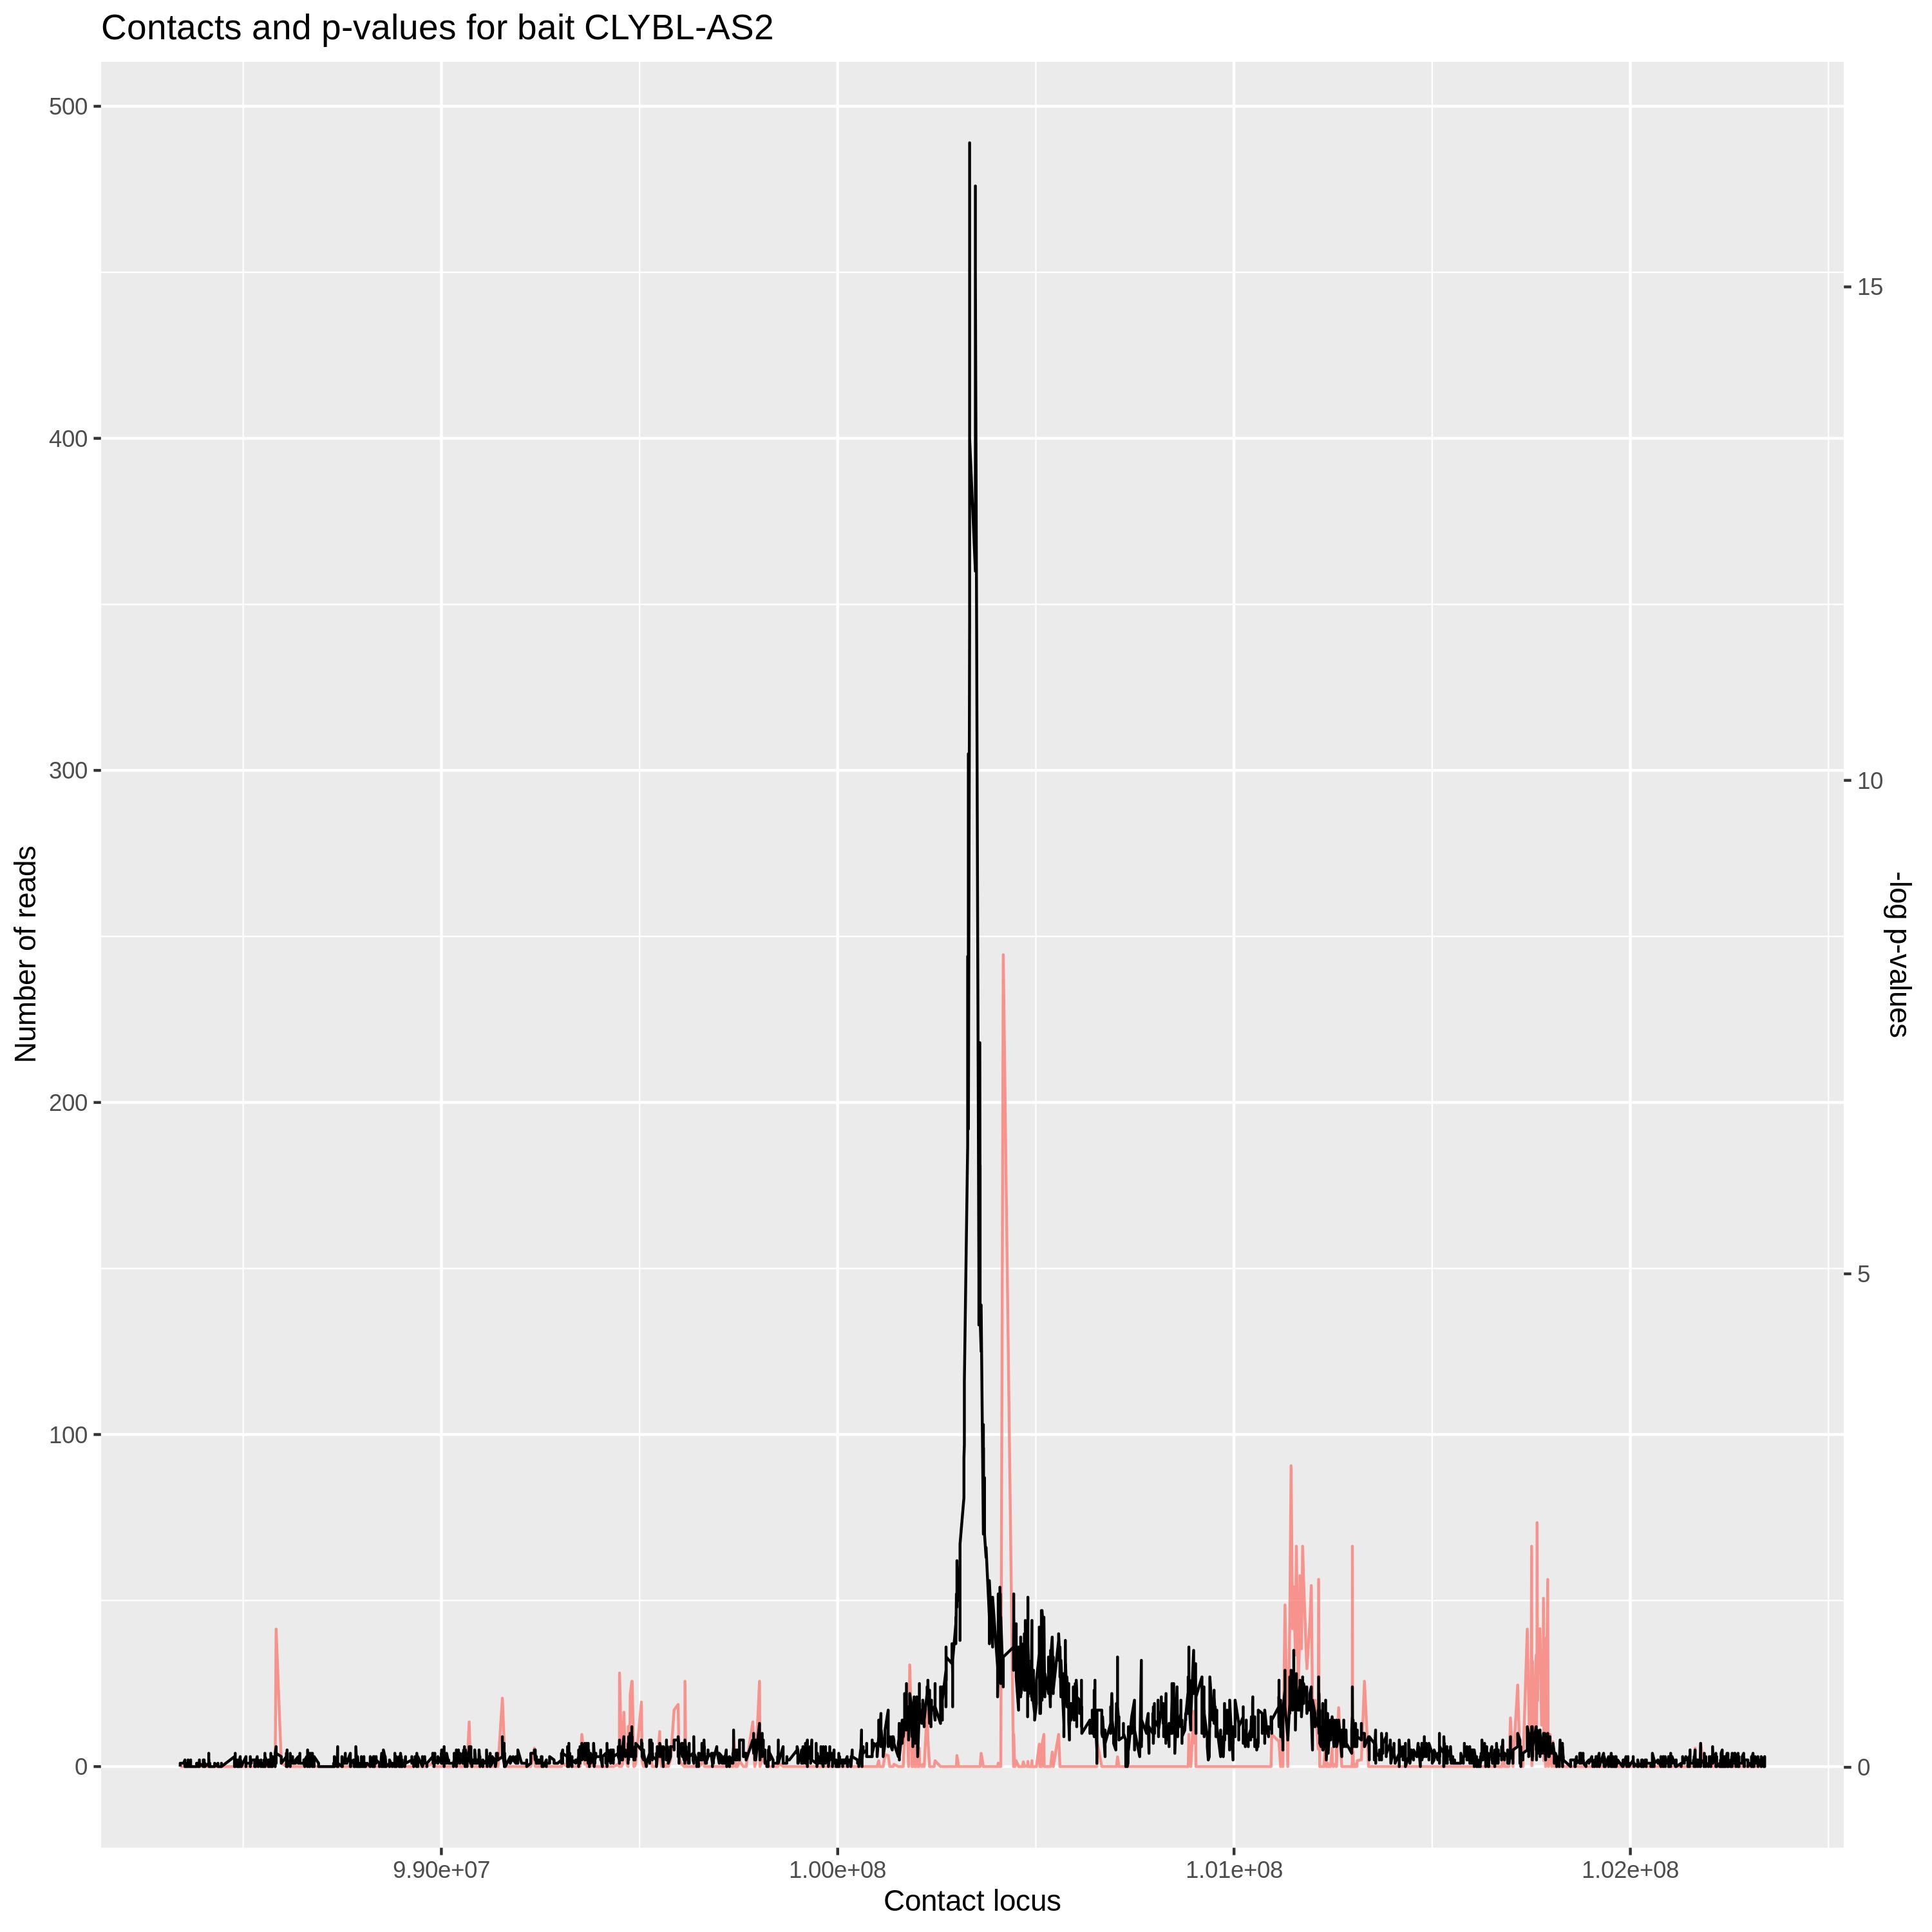 Contacts and p-values for bait CLYBL-AS2
500
400
300
200
100
0
Number of reads
15
10
5
0
-log p-values
9.90e+07
1.00e+08
1.01e+08
1.02e+08
Contact locus